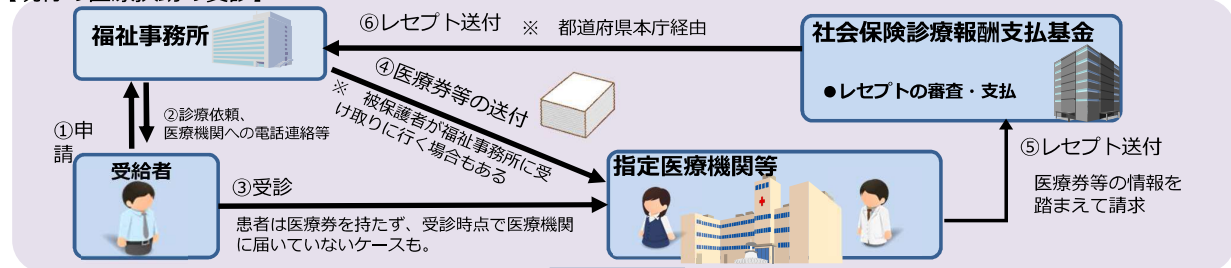 福祉事務所
⑥レセプト送付 ※ 都道府県本庁経由
社会保険診療報酬支払基金
●レセプトの審査・支払
④医療券等の送付
※ 被保護者が福祉事務所に受
け取りに行く場合もある
①申
請
②診療依頼、
医療機関への電話連絡等
受給者
③受診
患者は医療券を持たず、受診時点で医療機関
に届いていないケースも。
指定医療機関等
⑤レセプト送付
医療券等の情報を
踏まえて請求